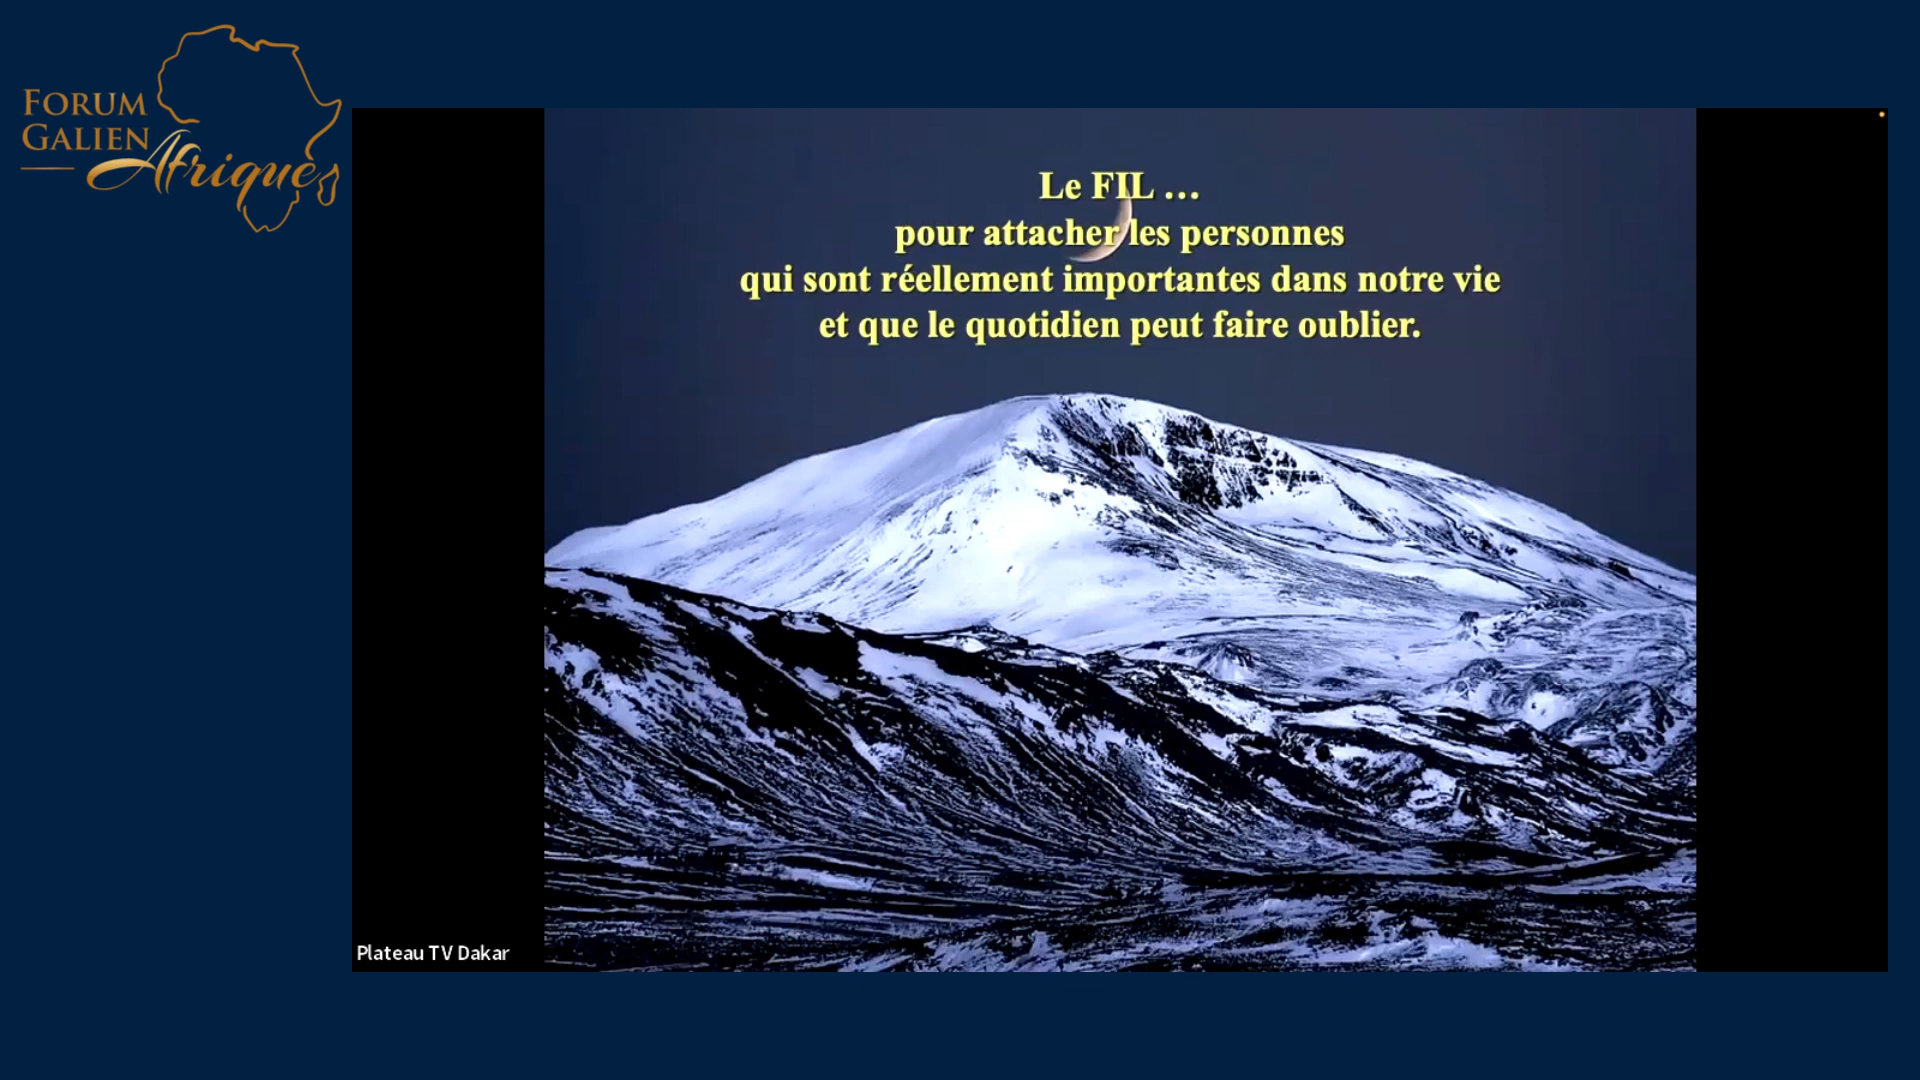 FORUM
GALIEN
Afrique
Le FIL …
pour attacher les personnes
qui sont réellement importantes dans notre vie
et que le quotidien peut faire oublier.
Plateau TV Dakar